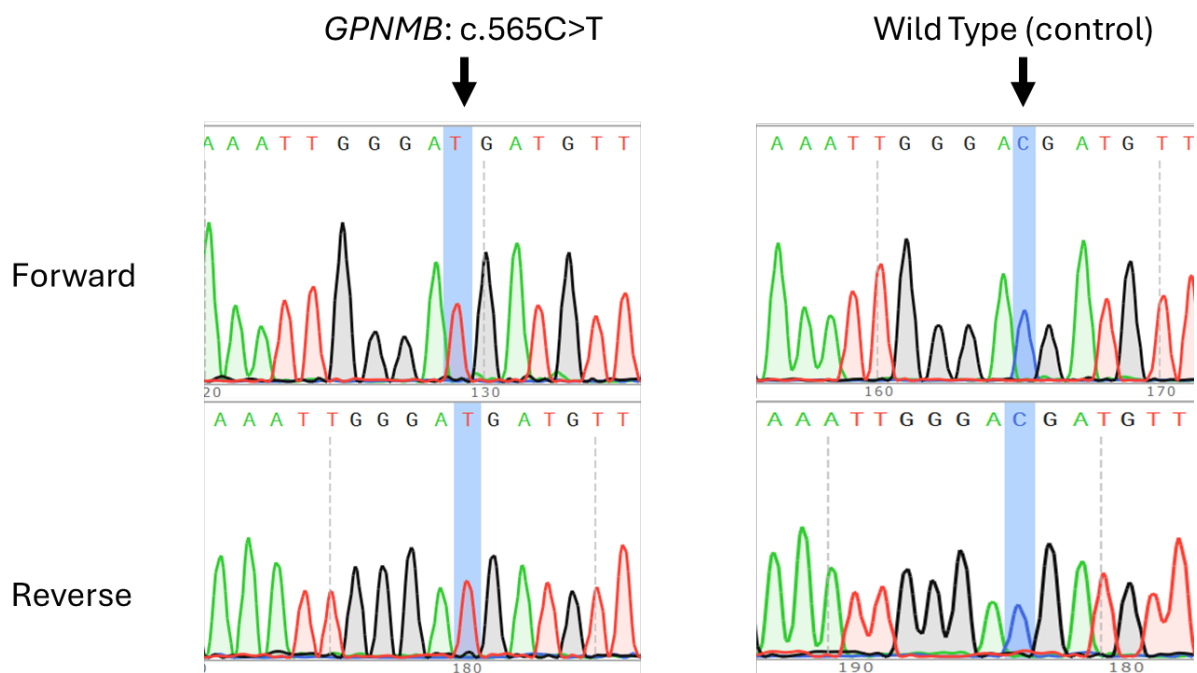 GPNMB: c.565C>T
Wild Type (control)
A A A T T G G G A T G A T G T T
A A A T T G G G A C G A T G T T
Forward
20 130
160 170
A A A T T G G G A T G A T G T T
A A A T T G G G A C G A T G T T
Reverse
180
190 180